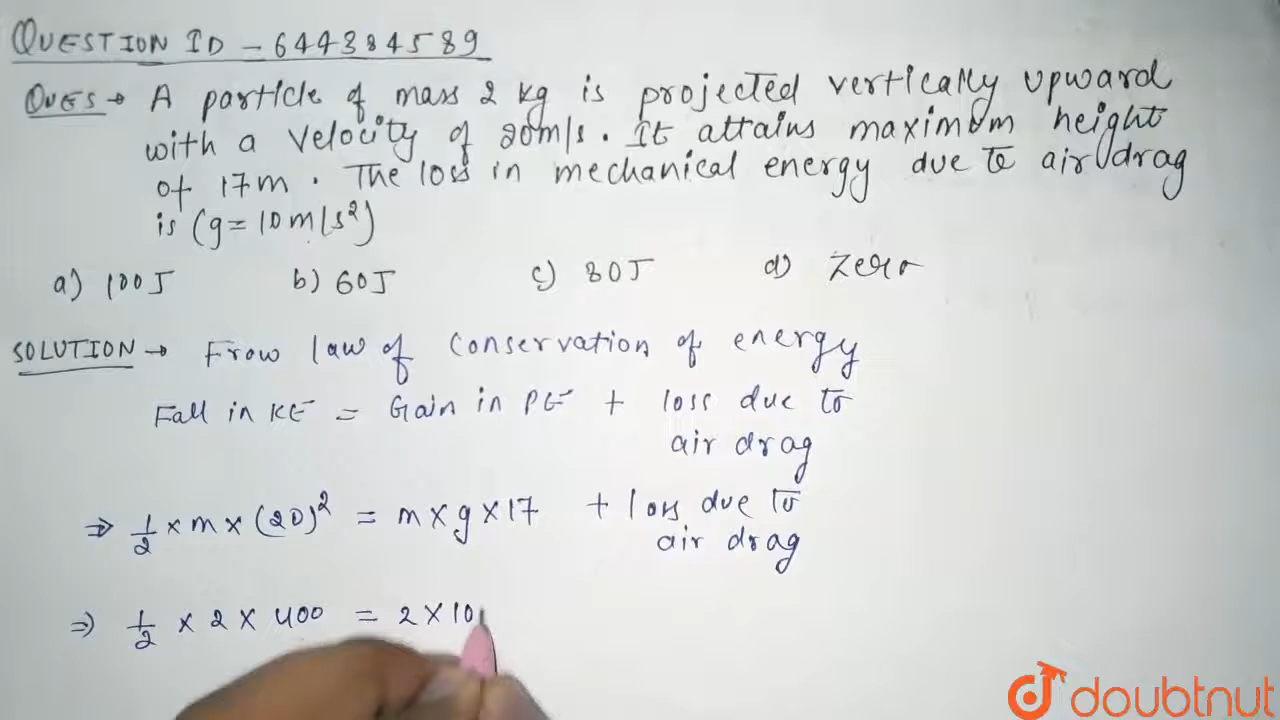 QUESTION ID - 644384589
QUES → A particle of mass 2 kg is projected vertically upward
with a velocity of 20m/s. It attains maximum height
of 17m. The loss in mechanical energy due to air drag
is (g = 10m/s²)
a) 100J b) 60J c) 80J d) Zero
SOLUTION → From law of conservation of energy
Fall in KE = Gain in PE + loss due to
air drag
⇒ 1/2 × m × (20)² = m × g × 17 + loss due to
air drag
⇒ 1/2 × 2 × 400 = 2 × 10
doubtnut